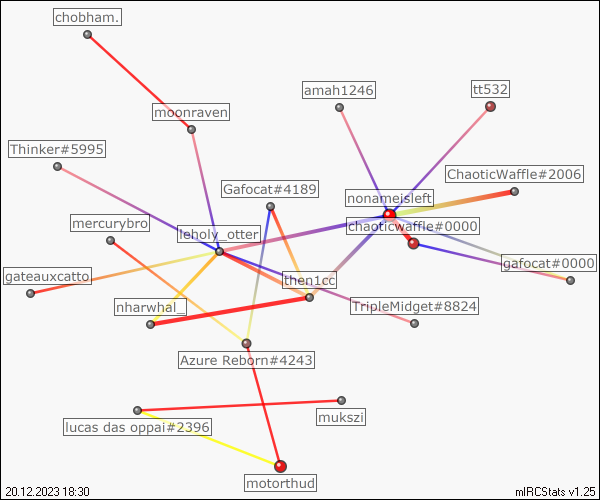 chobham.
amah1246
tt532
moonraven
Thinker#5995
ChaoticWaffle#2006
Gafocat#4189
nonameisleft
mercurybro
chaoticwaffle#0000
leholy_otter
gafocat#0000
gateauxcatto
then1cc
nharwhal_
TripleMidget#8824
Azure Reborn#4243
mukszi
lucas das oppai#2396
motorthud
20.12.2023 18:30
mIRCStats v1.25